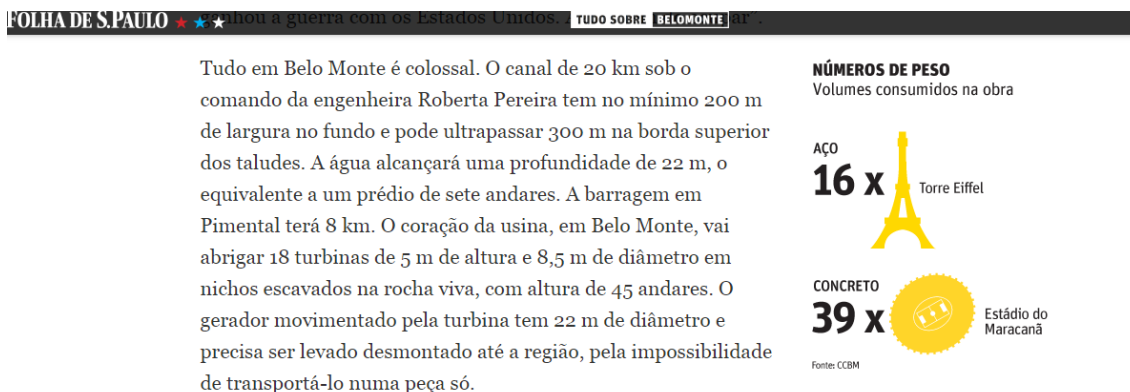 FOLHA DE S.PAULO
TUDO SOBRE BELOMONTE
ganhou a guerra com os Estados Unidos.
Tudo em Belo Monte é colossal. O canal de 20 km sob o
comando da engenheira Roberta Pereira tem no mínimo 200 m
de largura no fundo e pode ultrapassar 300 m na borda superior
dos taludes. A água alcançará uma profundidade de 22 m, o
equivalente a um prédio de sete andares. A barragem em
Pimental terá 8 km. O coração da usina, em Belo Monte, vai
abrigar 18 turbinas de 5 m de altura e 8,5 m de diâmetro em
nichos escavados na rocha viva, com altura de 45 andares. O
gerador movimentado pela turbina tem 22 m de diâmetro e
precisa ser levado desmontado até a região, pela impossibilidade
de transportá-lo numa peça só.
NÚMEROS DE PESO
Volumes consumidos na obra
AÇO
16 x
Torre Eiffel
CONCRETO
39 x
Estádio do
Maracanã
Fonte: CCBM